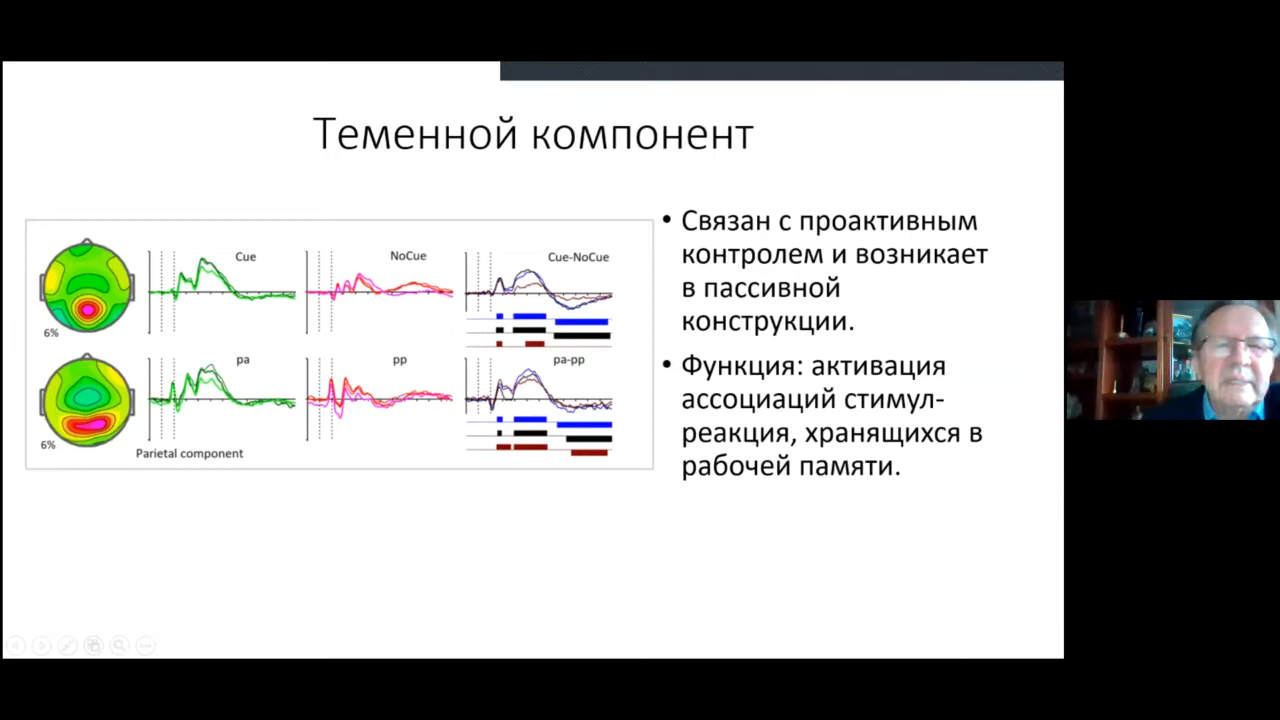 Теменной компонент
Cue
NoCue
Cue-NoCue
6%
pa
pp
pa-pp
6%
Parietal component
• Связан с проактивным
контролем и возникает
в пассивной
конструкции.
• Функция: активация
ассоциаций стимул-
реакция, хранящихся в
рабочей памяти.